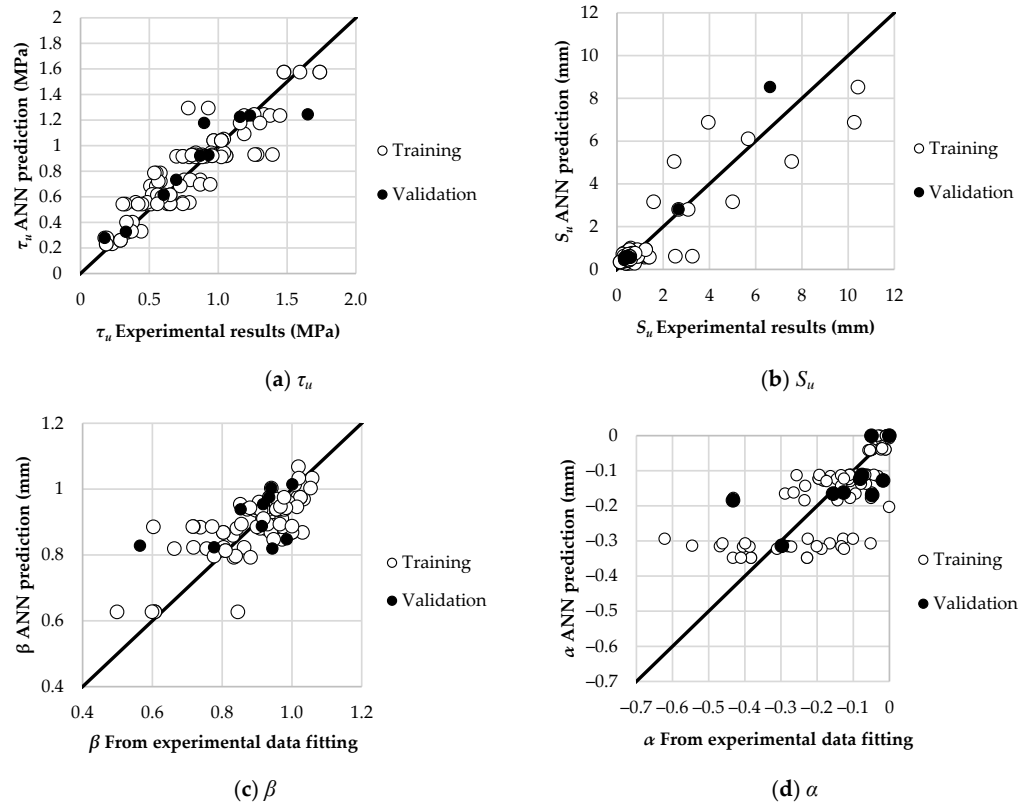 2
1.8
1.6
1.4
1.2
1
0.8
0.6
0.4
0.2
0
0
0.5
1.0
1.5
2.0
τu ANN prediction (MPa)
τu Experimental results (MPa)
Training
Validation
(a) τu
12
10
8
6
4
2
0
0
2
4
6
8
10
12
Su ANN prediction (mm)
Su Experimental results (mm)
Training
Validation
(b) Su
1.2
1
0.8
0.6
0.4
0.4
0.6
0.8
1.0
1.2
β ANN prediction (mm)
β From experimental data fitting
Training
Validation
(c) β
0
−0.1
−0.2
−0.3
−0.4
−0.5
−0.6
−0.7
−0.7 −0.6 −0.5 −0.4 −0.3 −0.2 −0.1 0
α ANN prediction (mm)
α From experimental data fitting
Training
Validation
(d) α